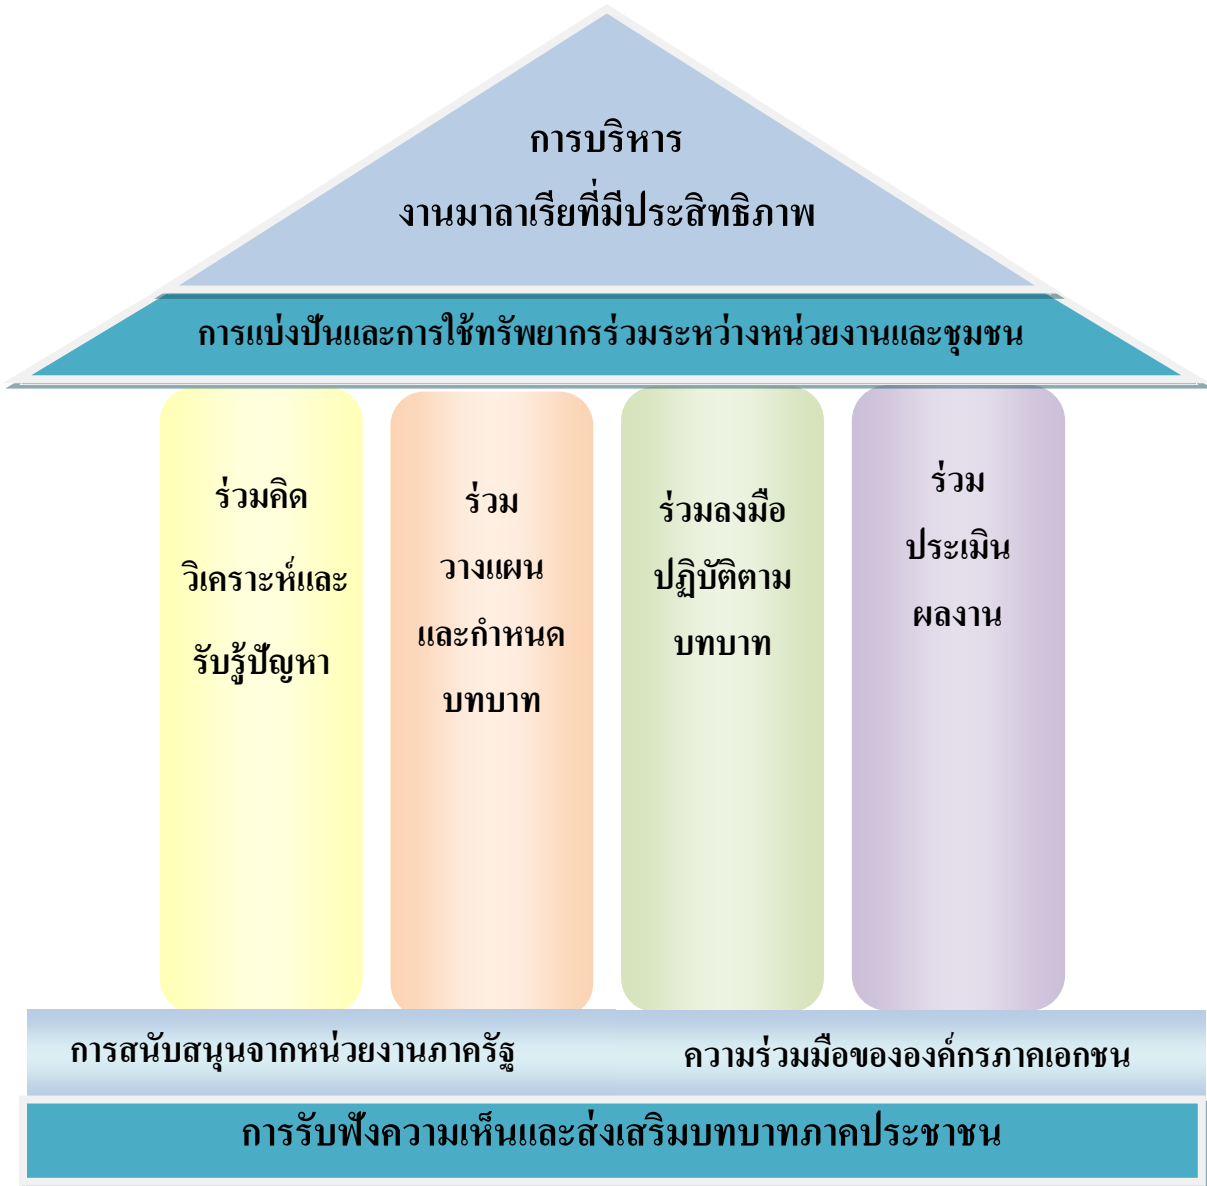 การบริหาร
งานมาลาเรียที่มีประสิทธิภาพ
การแบ่งปันและการใช้ทรัพยากรร่วมระหว่างหน่วยงานและชุมชน
ร่วมคิด
วิเคราะห์และ
รับรู้ปัญหา
ร่วม
วางแผน
และกำหนด
บทบาท
ร่วมลงมือ
ปฏิบัติตาม
บทบาท
ร่วม
ประเมิน
ผลงาน
การสนับสนุนจากหน่วยงานภาครัฐ
ความร่วมมือขององค์กรภาคเอกชน
การรับฟังความเห็นและส่งเสริมบทบาทภาคประชาชน